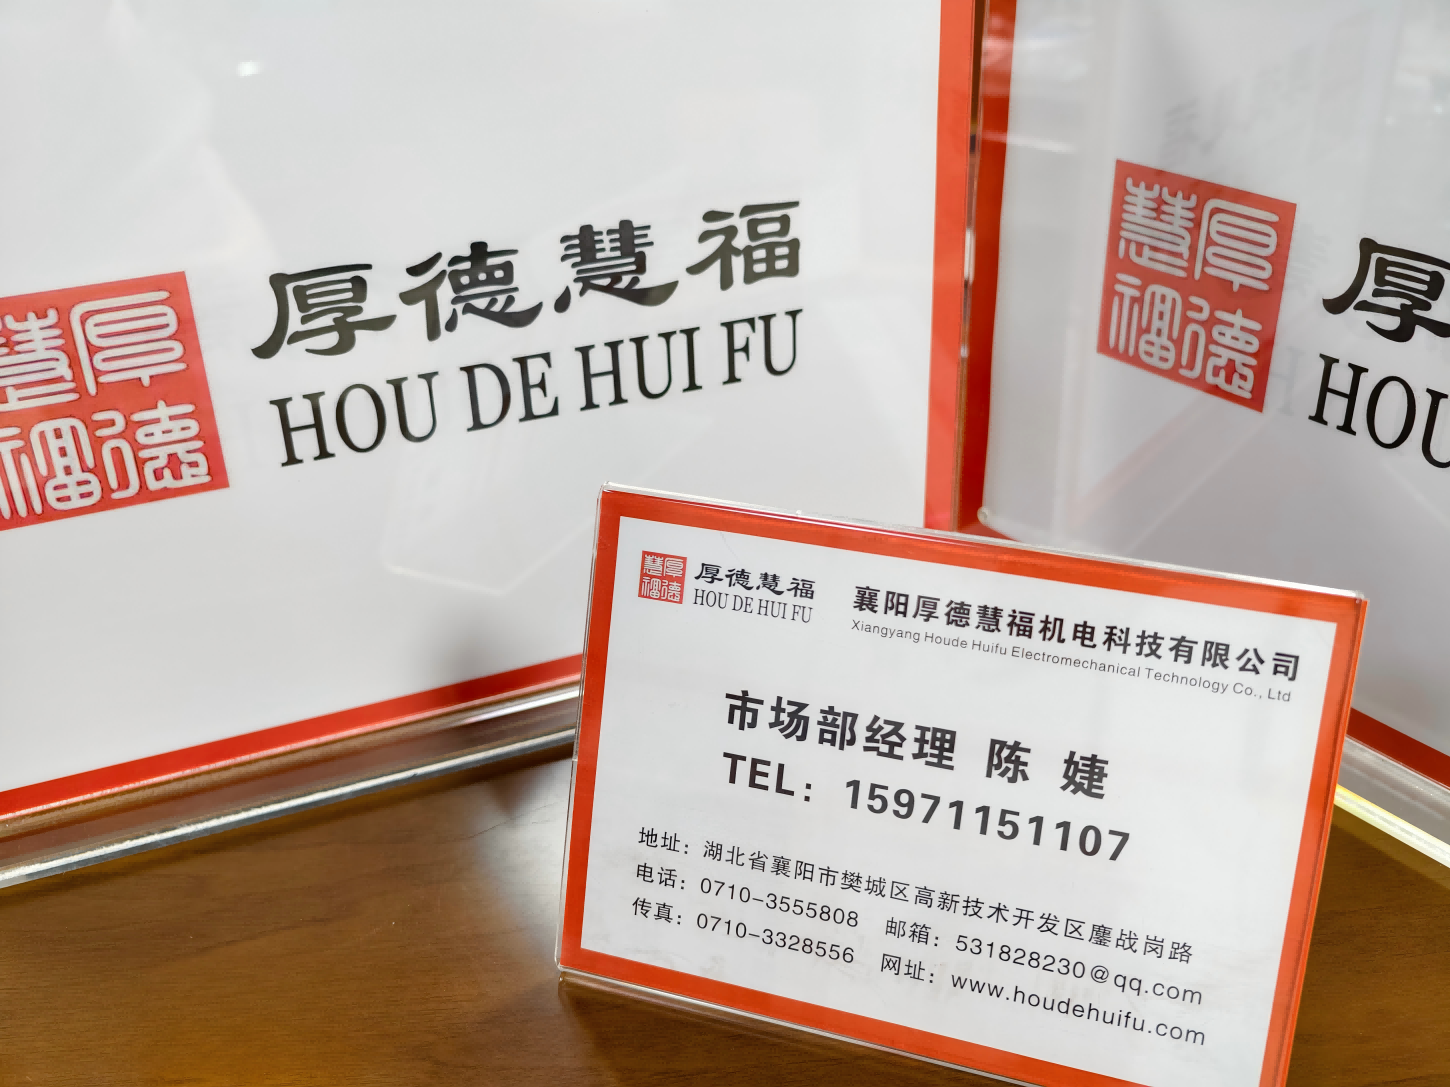 厚德慧福
厚德慧福
HOU DE HUI FU
厚德慧福
厚
HOU
厚德慧福
厚德慧福
HOU DE HUI FU
襄阳厚德慧福机电科技有限公司
Xiangyang Houde Huifu Electromechanical Technology Co., Ltd
市场部经理 陈 婕
TEL：15971151107
地址：湖北省襄阳市樊城区高新技术开发区鏖战岗路
电话：0710-3555808 邮箱：531828230@qq.com
传真：0710-3328556 网址：www.houdehuifu.com